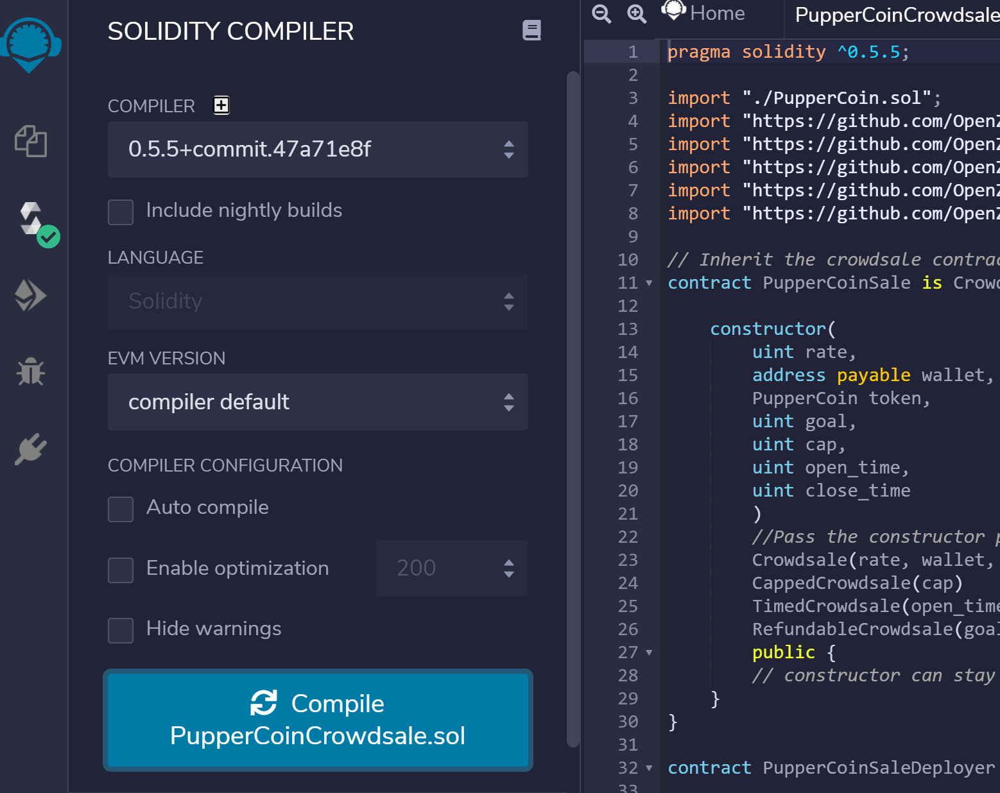 SOLIDITY COMPILER
COMPILER
0.5.5+commit.47a71e8f
Include nightly builds
LANGUAGE
Solidity
EVM VERSION
compiler default
COMPILER CONFIGURATION
Auto compile
Enable optimization 200
Hide warnings
Compile
PupperCoinCrowdsale.sol
Home PupperCoinCrowdsale
1 pragma solidity ^0.5.5;
2
3 import "./PupperCoin.sol";
4 import "https://github.com/OpenZ
5 import "https://github.com/OpenZ
6 import "https://github.com/OpenZ
7 import "https://github.com/OpenZ
8 import "https://github.com/OpenZ
9
10 // Inherit the crowdsale contrac
11 contract PupperCoinSale is Crowd
12
13 constructor(
14 uint rate,
15 address payable wallet,
16 PupperCoin token,
17 uint goal,
18 uint cap,
19 uint open_time,
20 uint close_time
21 )
22 //Pass the constructor p
23 Crowdsale(rate, wallet,
24 CappedCrowdsale(cap)
25 TimedCrowdsale(open_time
26 RefundableCrowdsale(goal
27 public {
28 // constructor can stay
29 }
30 }
31
32 contract PupperCoinSaleDeployer
33